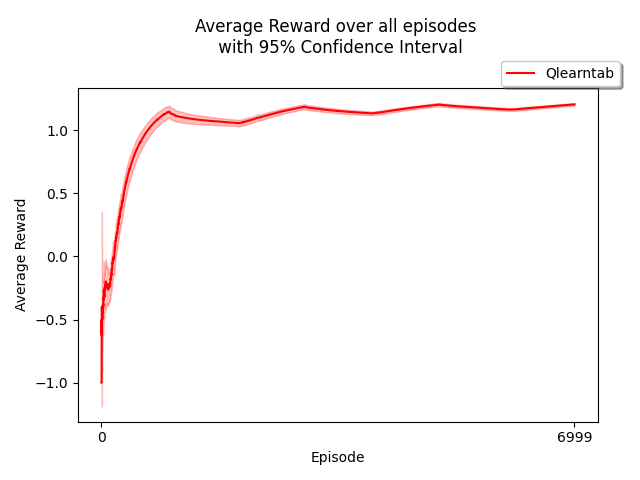 Average Reward over all episodes
with 95% Confidence Interval
Qlearntab
1.0
0.5
0.0
−0.5
−1.0
Average Reward
0
6999
Episode